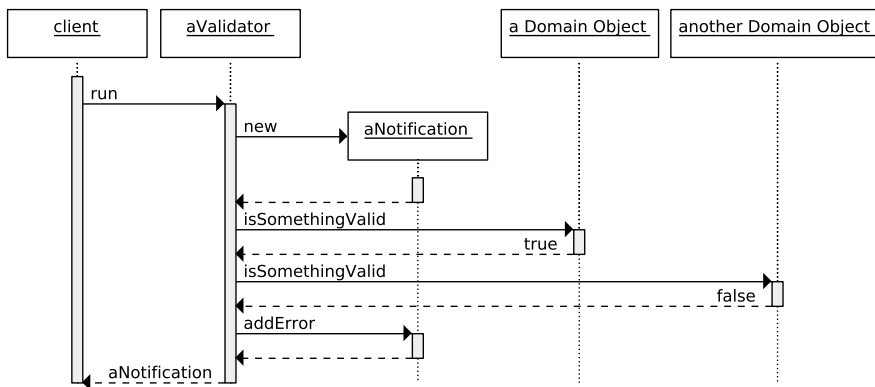 client
aValidator
a Domain Object
another Domain Object
run
new
aNotification
isSomethingValid
true
isSomethingValid
false
addError
aNotification